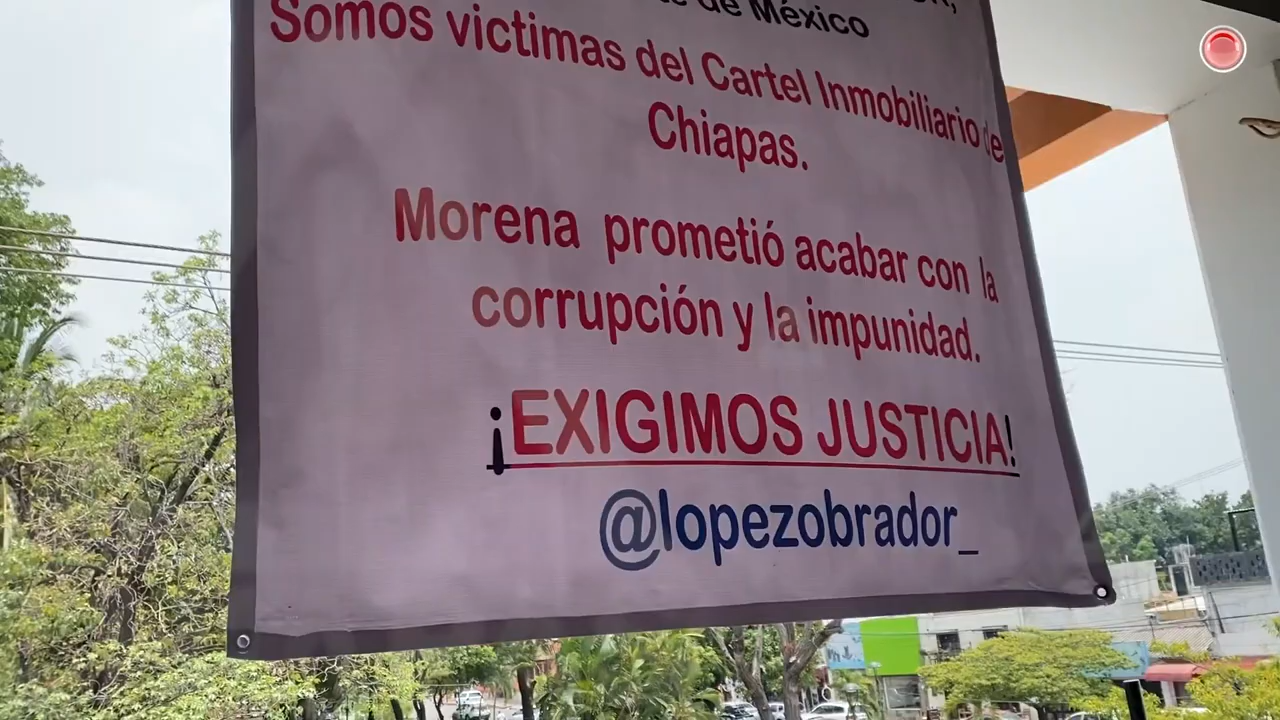 de México
Somos victimas del Cartel Inmobiliario de
Chiapas.
Morena prometió acabar con la
corrupción y la impunidad.
¡EXIGIMOS JUSTICIA!
@lopezobrador_